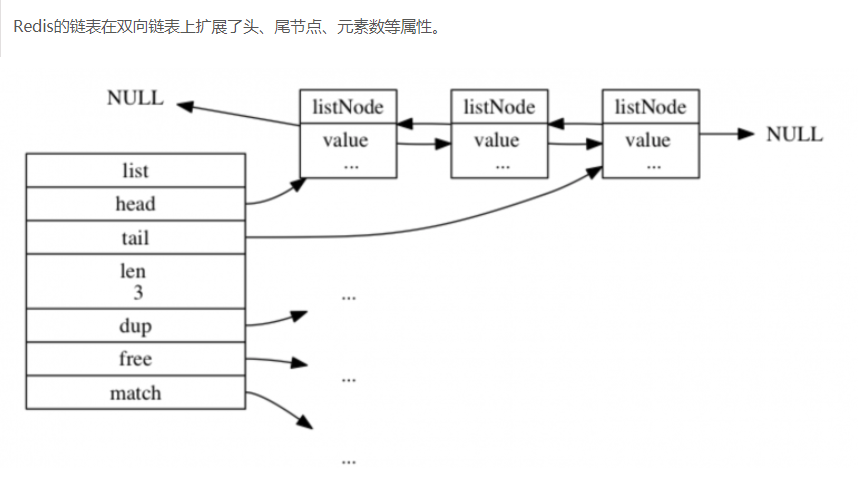 Redis的链表在双向链表上扩展了头、尾节点、元素数等属性。
NULL
listNode
value
...
listNode
value
...
listNode
value
...
NULL
list
head
tail
len
3
dup
free
match
...
...
...